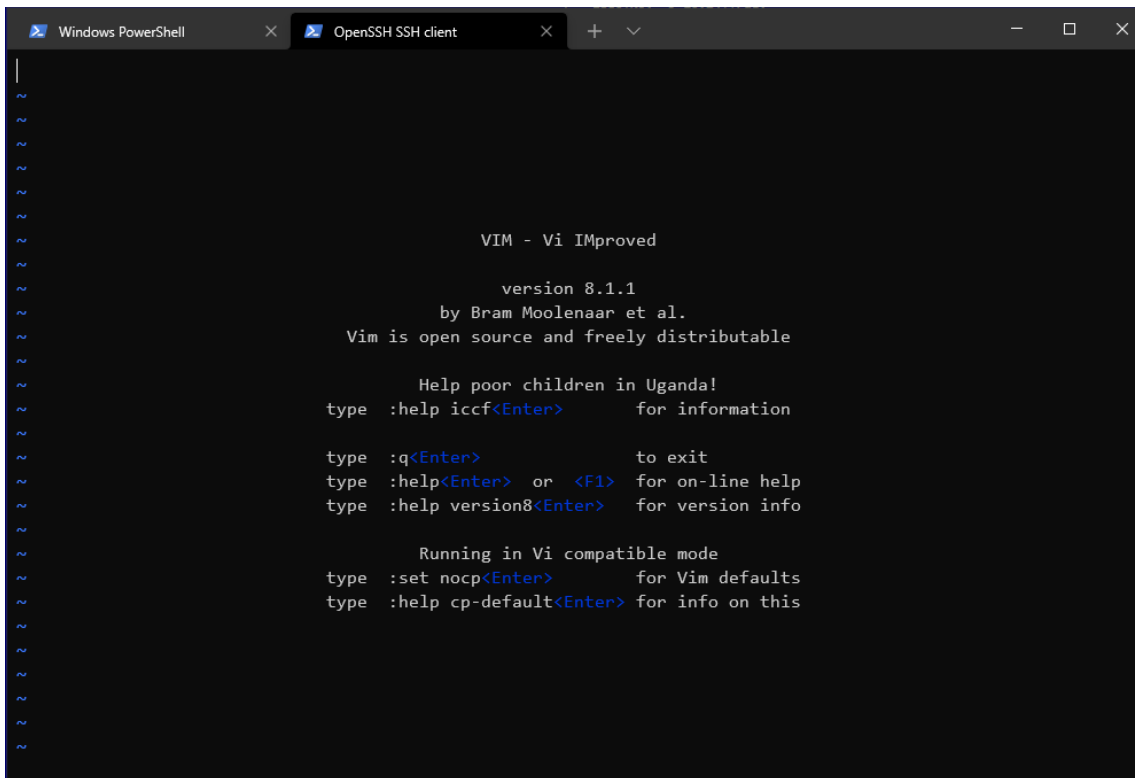 Windows PowerShell OpenSSH SSH client
~
~
~
~
~
~
~ VIM - Vi IMproved
~
~ version 8.1.1
~ by Bram Moolenaar et al.
~ Vim is open source and freely distributable
~
~ Help poor children in Uganda!
~ type :help iccf<Enter> for information
~
~ type :q<Enter> to exit
~ type :help<Enter> or <F1> for on-line help
~ type :help version8<Enter> for version info
~
~ Running in Vi compatible mode
~ type :set nocp<Enter> for Vim defaults
~ type :help cp-default<Enter> for info on this
~
~
~
~
~
~